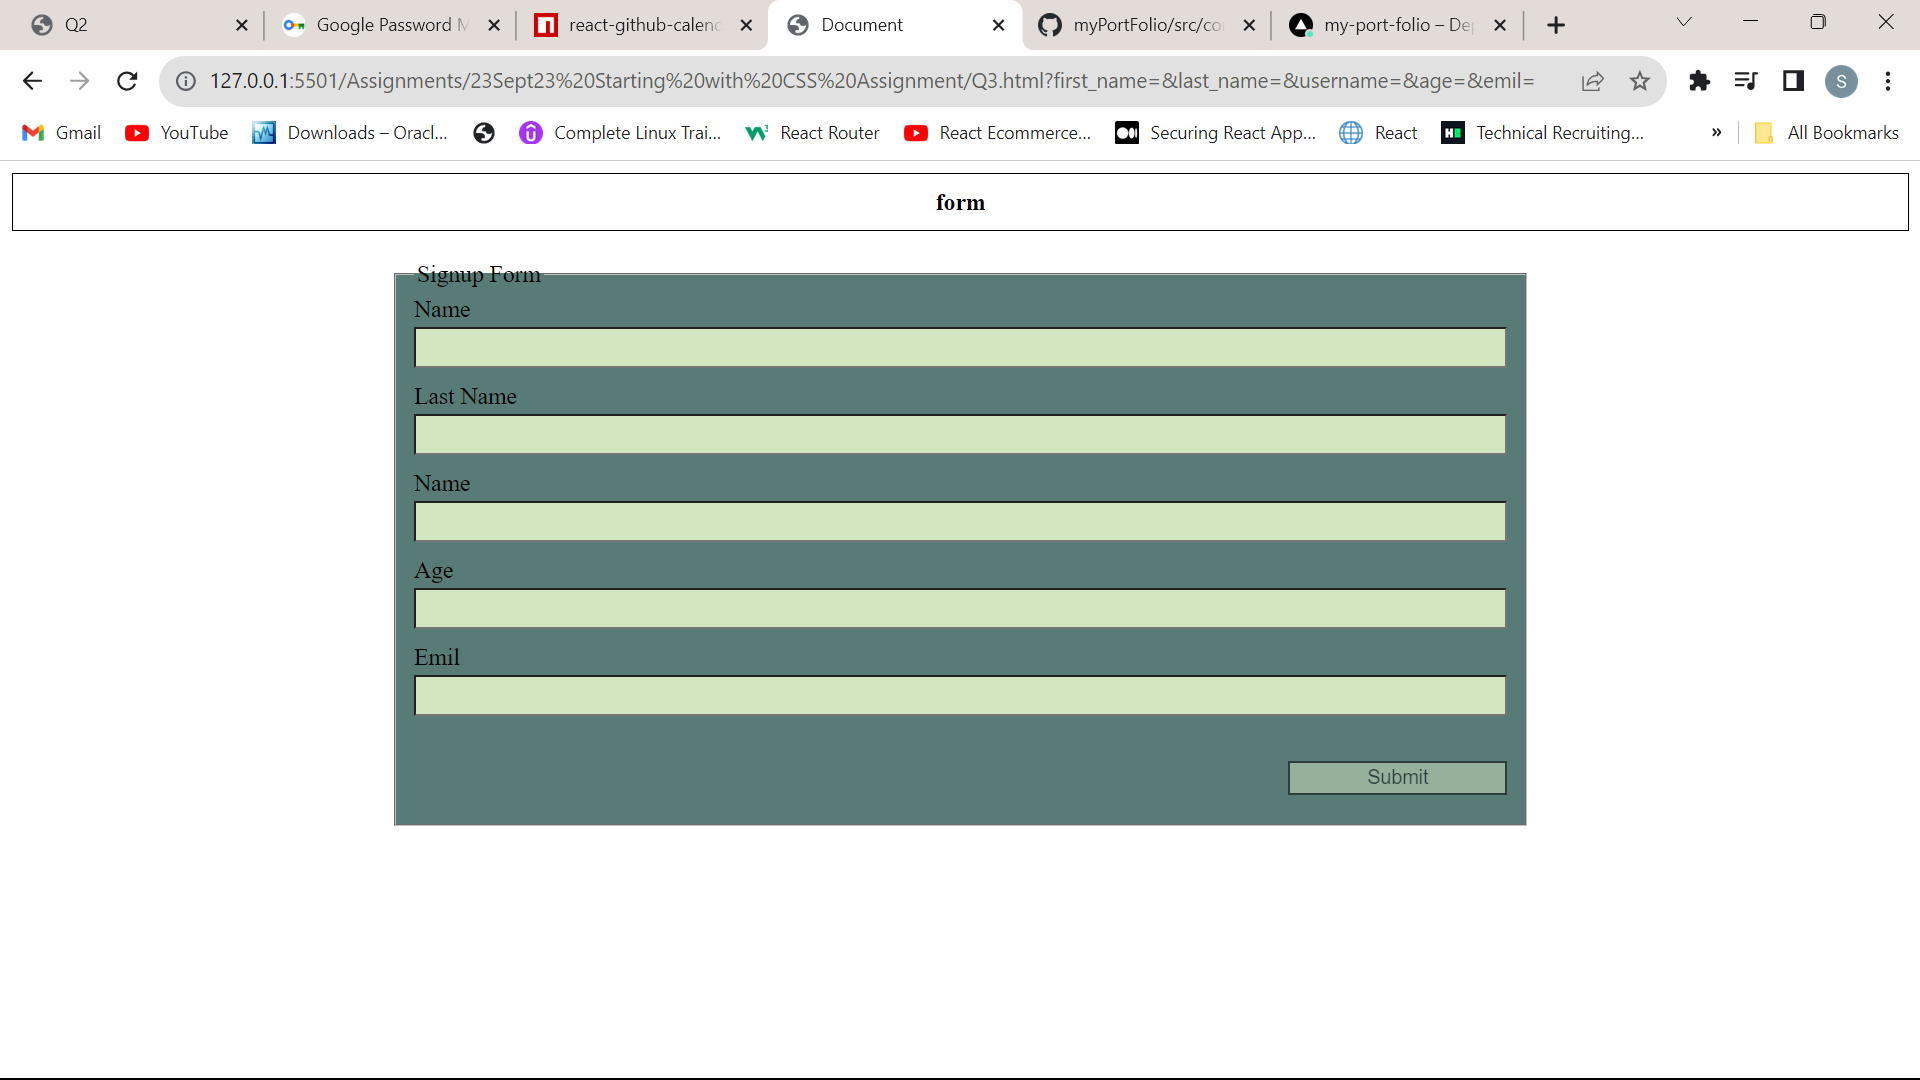 Q2
Google Password M
react-github-calenc
Document
myPortFolio/src/co
my-port-folio – De
127.0.0.1:5501/Assignments/23Sept23%20Starting%20with%20CSS%20Assignment/Q3.html?first_name=&last_name=&username=&age=&emil=
S
Gmail
YouTube
Downloads – Oracl...
Complete Linux Trai...
React Router
React Ecommerce...
Securing React App...
React
Technical Recruiting...
»
All Bookmarks
form
Signup Form
Name
Last Name
Name
Age
Emil
Submit